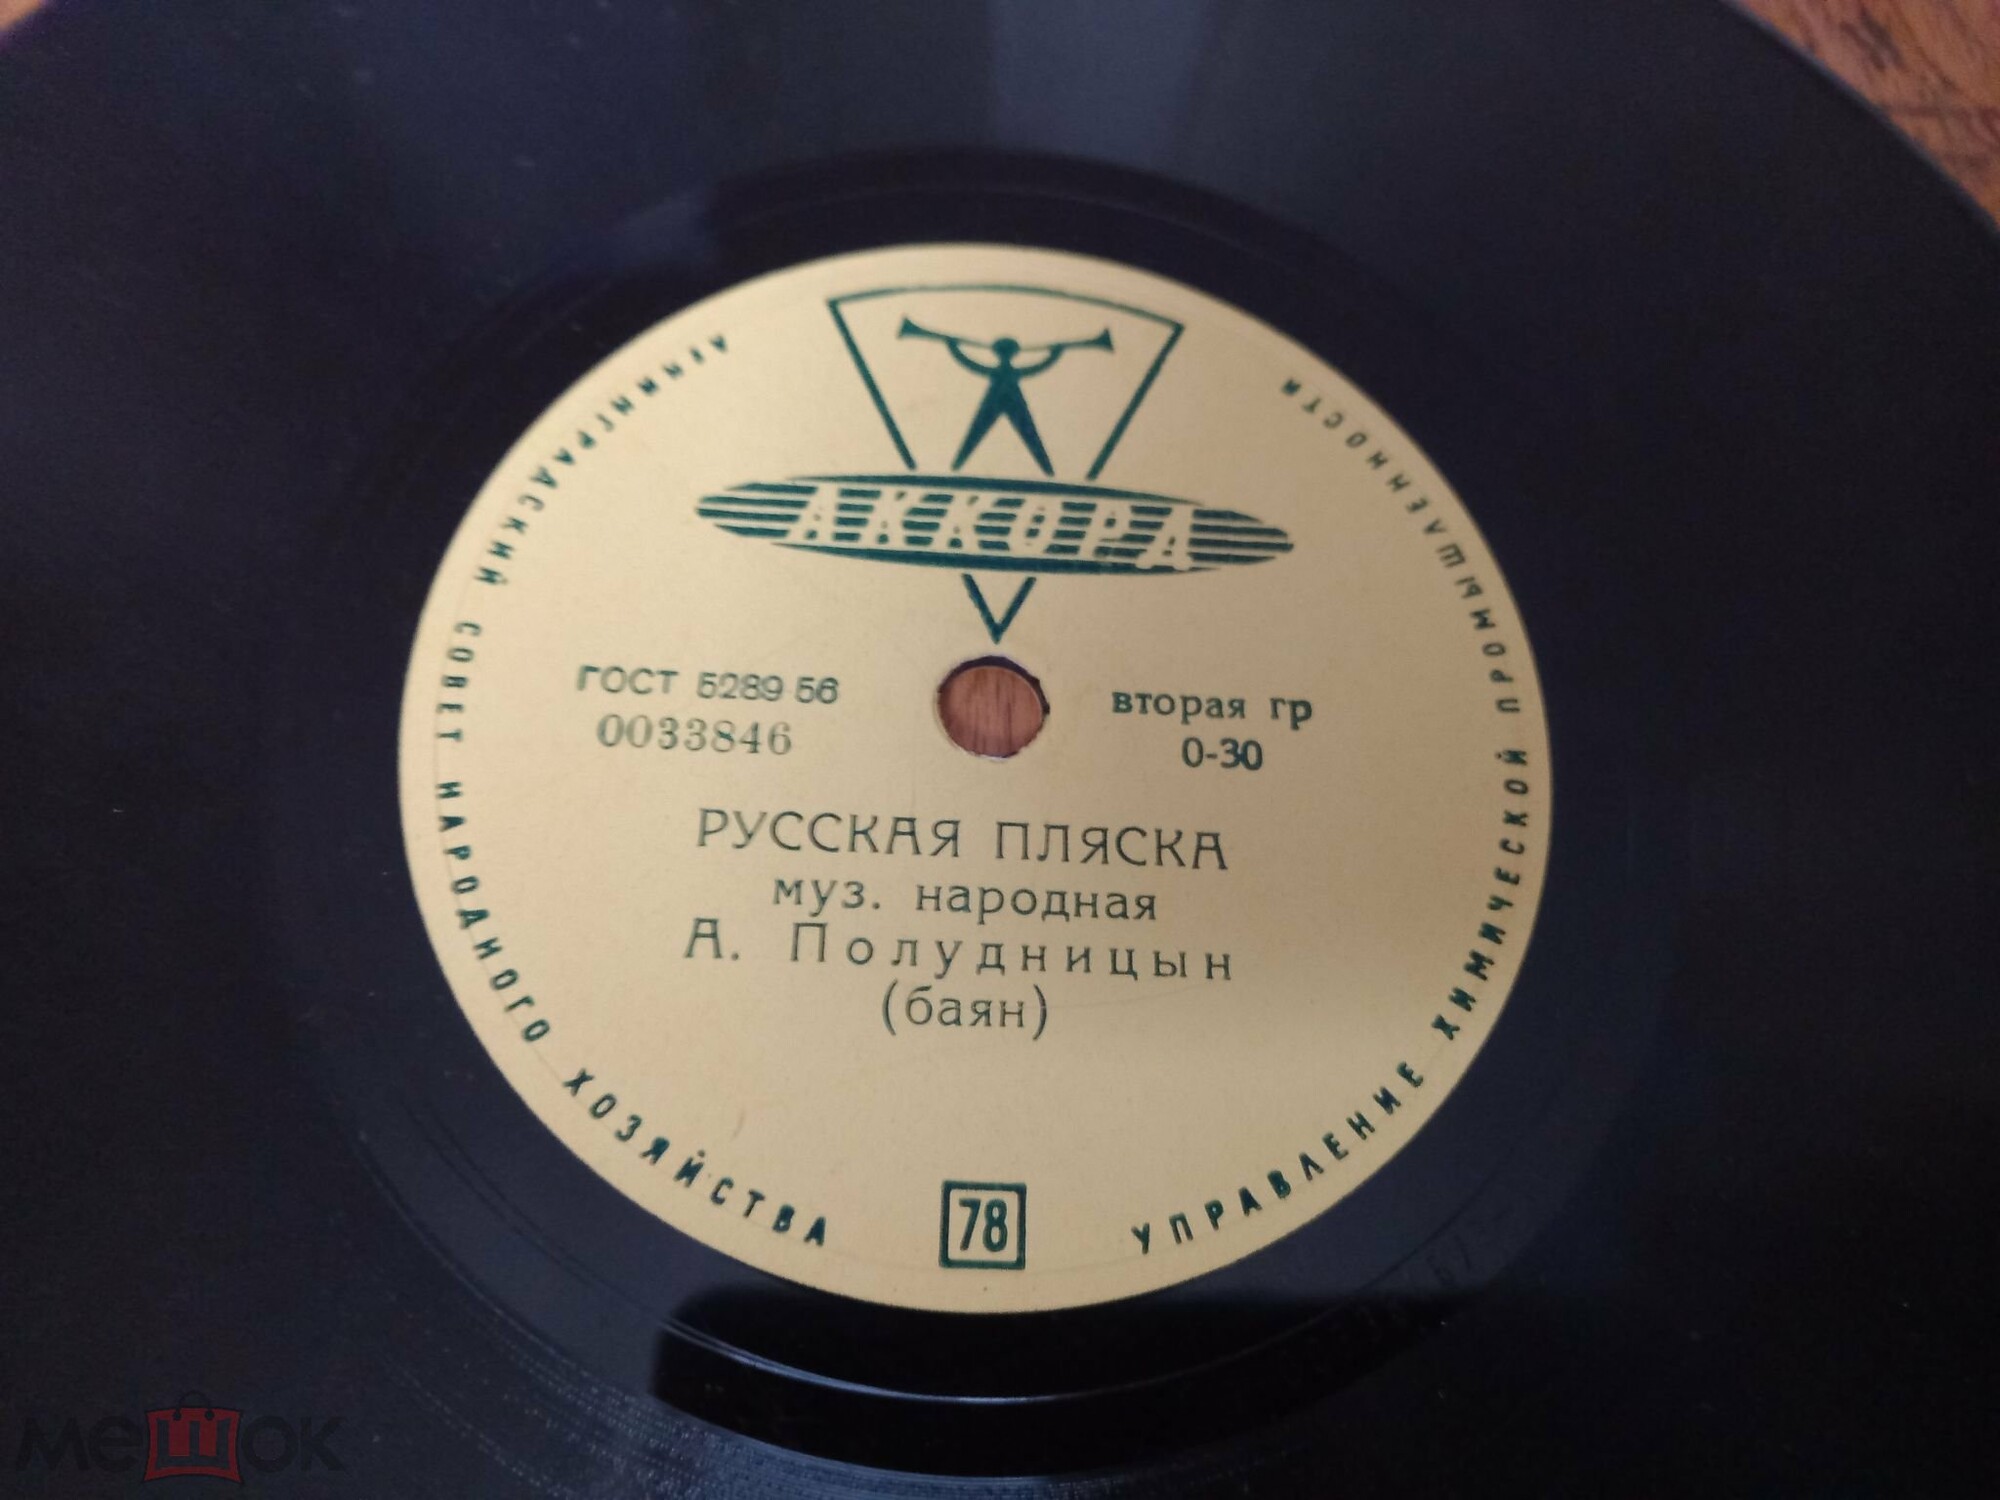 АККОРД
ГОСТ 5289 56
0033846
вторая гр
0-30
РУССКАЯ ПЛЯСКА
муз. народная
А. Полудницын
(баян)
78
ЛЕНИНГРАДСКИЙ СОВЕТ НАРОДНОГО ХОЗЯЙСТВА
УПРАВЛЕНИЕ ХИМИЧЕСКОЙ ПРОМЫШЛЕННОСТИ
мешок